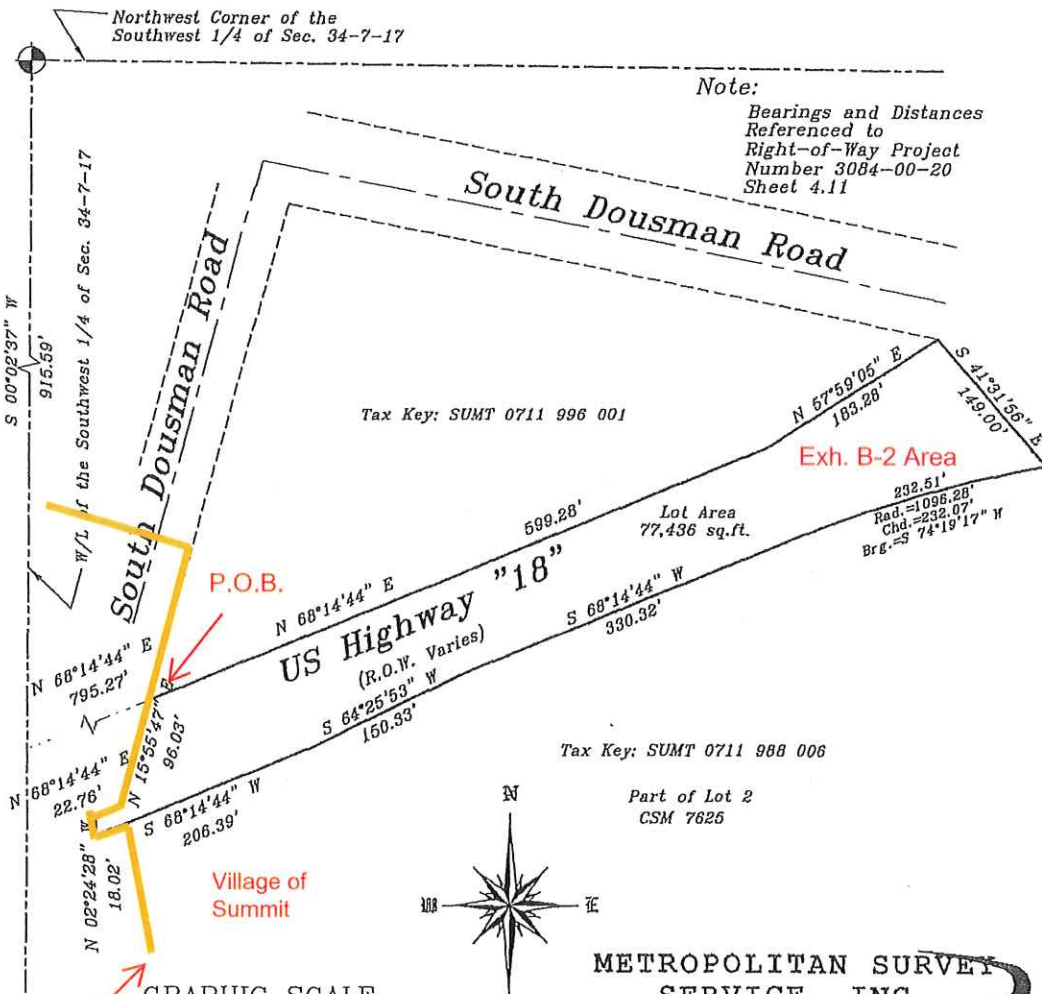 Northwest Corner of the
Southwest 1/4 of Sec. 34-7-17
Note:
Bearings and Distances
Referenced to
Right-of-Way Project
Number 3084-00-20
Sheet 4.11
South Dousman Road
South Dousman Road
S 00°02'37" W
915.59'
W/L of the Southwest 1/4 of Sec. 34-7-17
Tax Key: SUMT 0711 996 001
N 57°59'05" E
183.28'
S 41°31'56" E
149.00'
Exh. B-2 Area
232.51'
Rad.=1096.28'
Chd.=232.07'
Brg.=S 74°19'17" W
Lot Area
77,436 sq.ft.
599.28'
N 68°14'44" E
US Highway "18"
(R.O.W. Varies)
S 68°14'44" W
330.32'
P.O.B.
N 68°14'44" E
795.27'
N 15°55'47" E
96.03'
S 64°25'53" W
150.33'
N 68°14'44" E
22.76'
S 68°14'44" W
206.39'
N 02°24'28" W
18.02'
Tax Key: SUMT 0711 988 006
Part of Lot 2
CSM 7625
Village of
Summit
N
W E
GRAPHIC SCALE
METROPOLITAN SURVEY
SERVICE, INC.